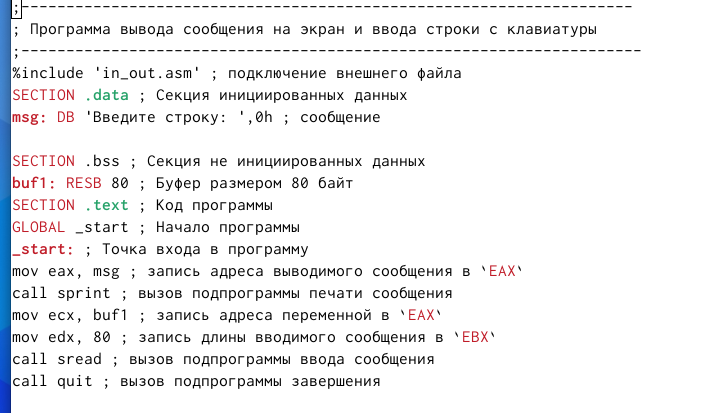 ;--------------------------------------------------------------------
; Программа вывода сообщения на экран и ввода строки с клавиатуры
;---------------------------------------------------------------------
%include 'in_out.asm' ; подключение внешнего файла
SECTION .data ; Секция инициированных данных
msg: DB 'Введите строку: ',0h ; сообщение

SECTION .bss ; Секция не инициированных данных
buf1: RESB 80 ; Буфер размером 80 байт
SECTION .text ; Код программы
GLOBAL _start ; Начало программы
_start: ; Точка входа в программу
mov eax, msg ; запись адреса выводимого сообщения в `EAX`
call sprint ; вызов подпрограммы печати сообщения
mov ecx, buf1 ; запись адреса переменной в `EAX`
mov edx, 80 ; запись длины вводимого сообщения в `EBX`
call sread ; вызов подпрограммы ввода сообщения
call quit ; вызов подпрограммы завершения